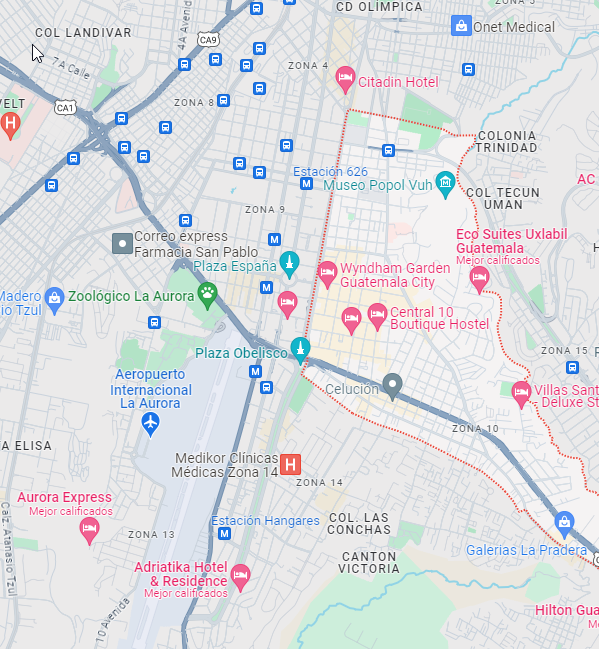 CD OLÍMPICA
ZONA 5
Onet Medical
COL LANDIVAR
4A Avenida
CA9
7A Calle
ZONA 4
Citadin Hotel
ZONA 8
VELT
CA1
COLONIA
TRINIDAD
Estación 626
Museo Popol Vuh
AC
COL TECUN
UMAN
ZONA 9
Correo express
Farmacia San Pablo
Eco Suites Uxlabil
Guatemala
Mejor calificados
Plaza España
Wyndham Garden
Guatemala City
Madero
io Tzul
Zoológico La Aurora
Central 10
Boutique Hostel
Plaza Obelisco
ZONA 15
Aeropuerto
Internacional
La Aurora
Celución
Villas Sant
- Deluxe St
ZONA 10
A ELISA
Medikor Clínicas
Médicas Zona 14
ZONA 14
Aurora Express
Mejor calificados
Calz. Atanasio Tzul
Estación Hangares
COL. LAS
CONCHAS
ZONA 13
Galerías La Pradera
CANTON
VICTORIA
Adriatika Hotel
& Residence
Mejor calificados
10 Avenida
Hilton Gua